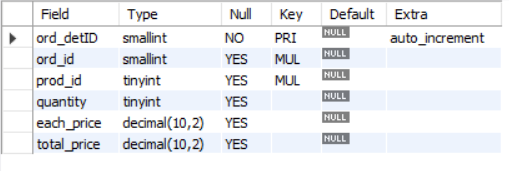 Field Type Null Key Default Extra
ord_detID smallint NO PRI NULL auto_increment
ord_id smallint YES MUL NULL
prod_id tinyint YES MUL NULL
quantity tinyint YES NULL
each_price decimal(10,2) YES NULL
total_price decimal(10,2) YES NULL